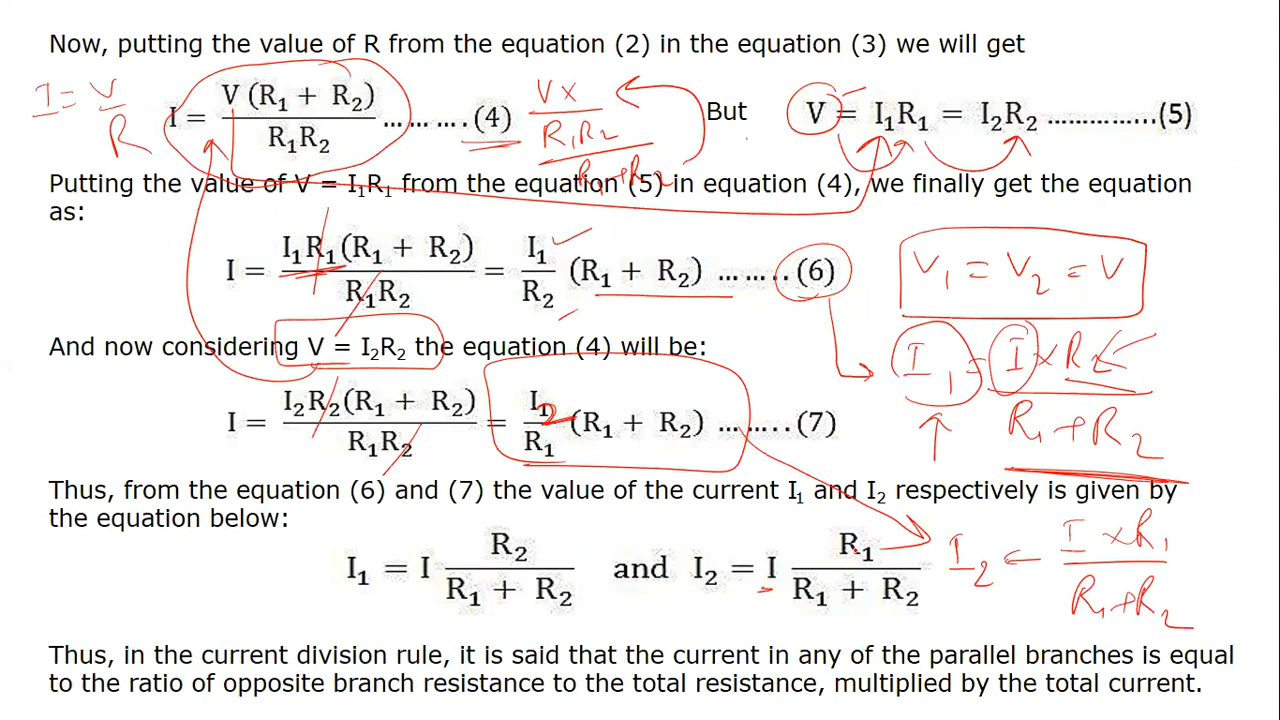 Now, putting the value of R from the equation (2) in the equation (3) we will get
I = V/R
I = V (R₁ + R₂) / R₁R₂ ... ... ... . (4)
V × / R₁R₂ / R₁+R₂
But V = I₁R₁ = I₂R₂ ...............(5)
Putting the value of V = I₁R₁ from the equation (5) in equation (4), we finally get the equation
as:
I = I₁R₁(R₁ + R₂) / R₁R₂ = I₁/R₂ (R₁ + R₂) ... ... .. (6)
V₁ = V₂ = V
And now considering V = I₂R₂ the equation (4) will be:
I₁ = I × R₂ / R₁ + R₂
I = I₂R₂(R₁ + R₂) / R₁R₂ = I₂/R₁ (R₁ + R₂) ... ... .. (7)
Thus, from the equation (6) and (7) the value of the current I₁ and I₂ respectively is given by
the equation below:
I₁ = I R₂ / R₁ + R₂ and I₂ = I R₁ / R₁ + R₂
I₂ ← I × R₁ / R₁ + R₂
Thus, in the current division rule, it is said that the current in any of the parallel branches is equal
to the ratio of opposite branch resistance to the total resistance, multiplied by the total current.